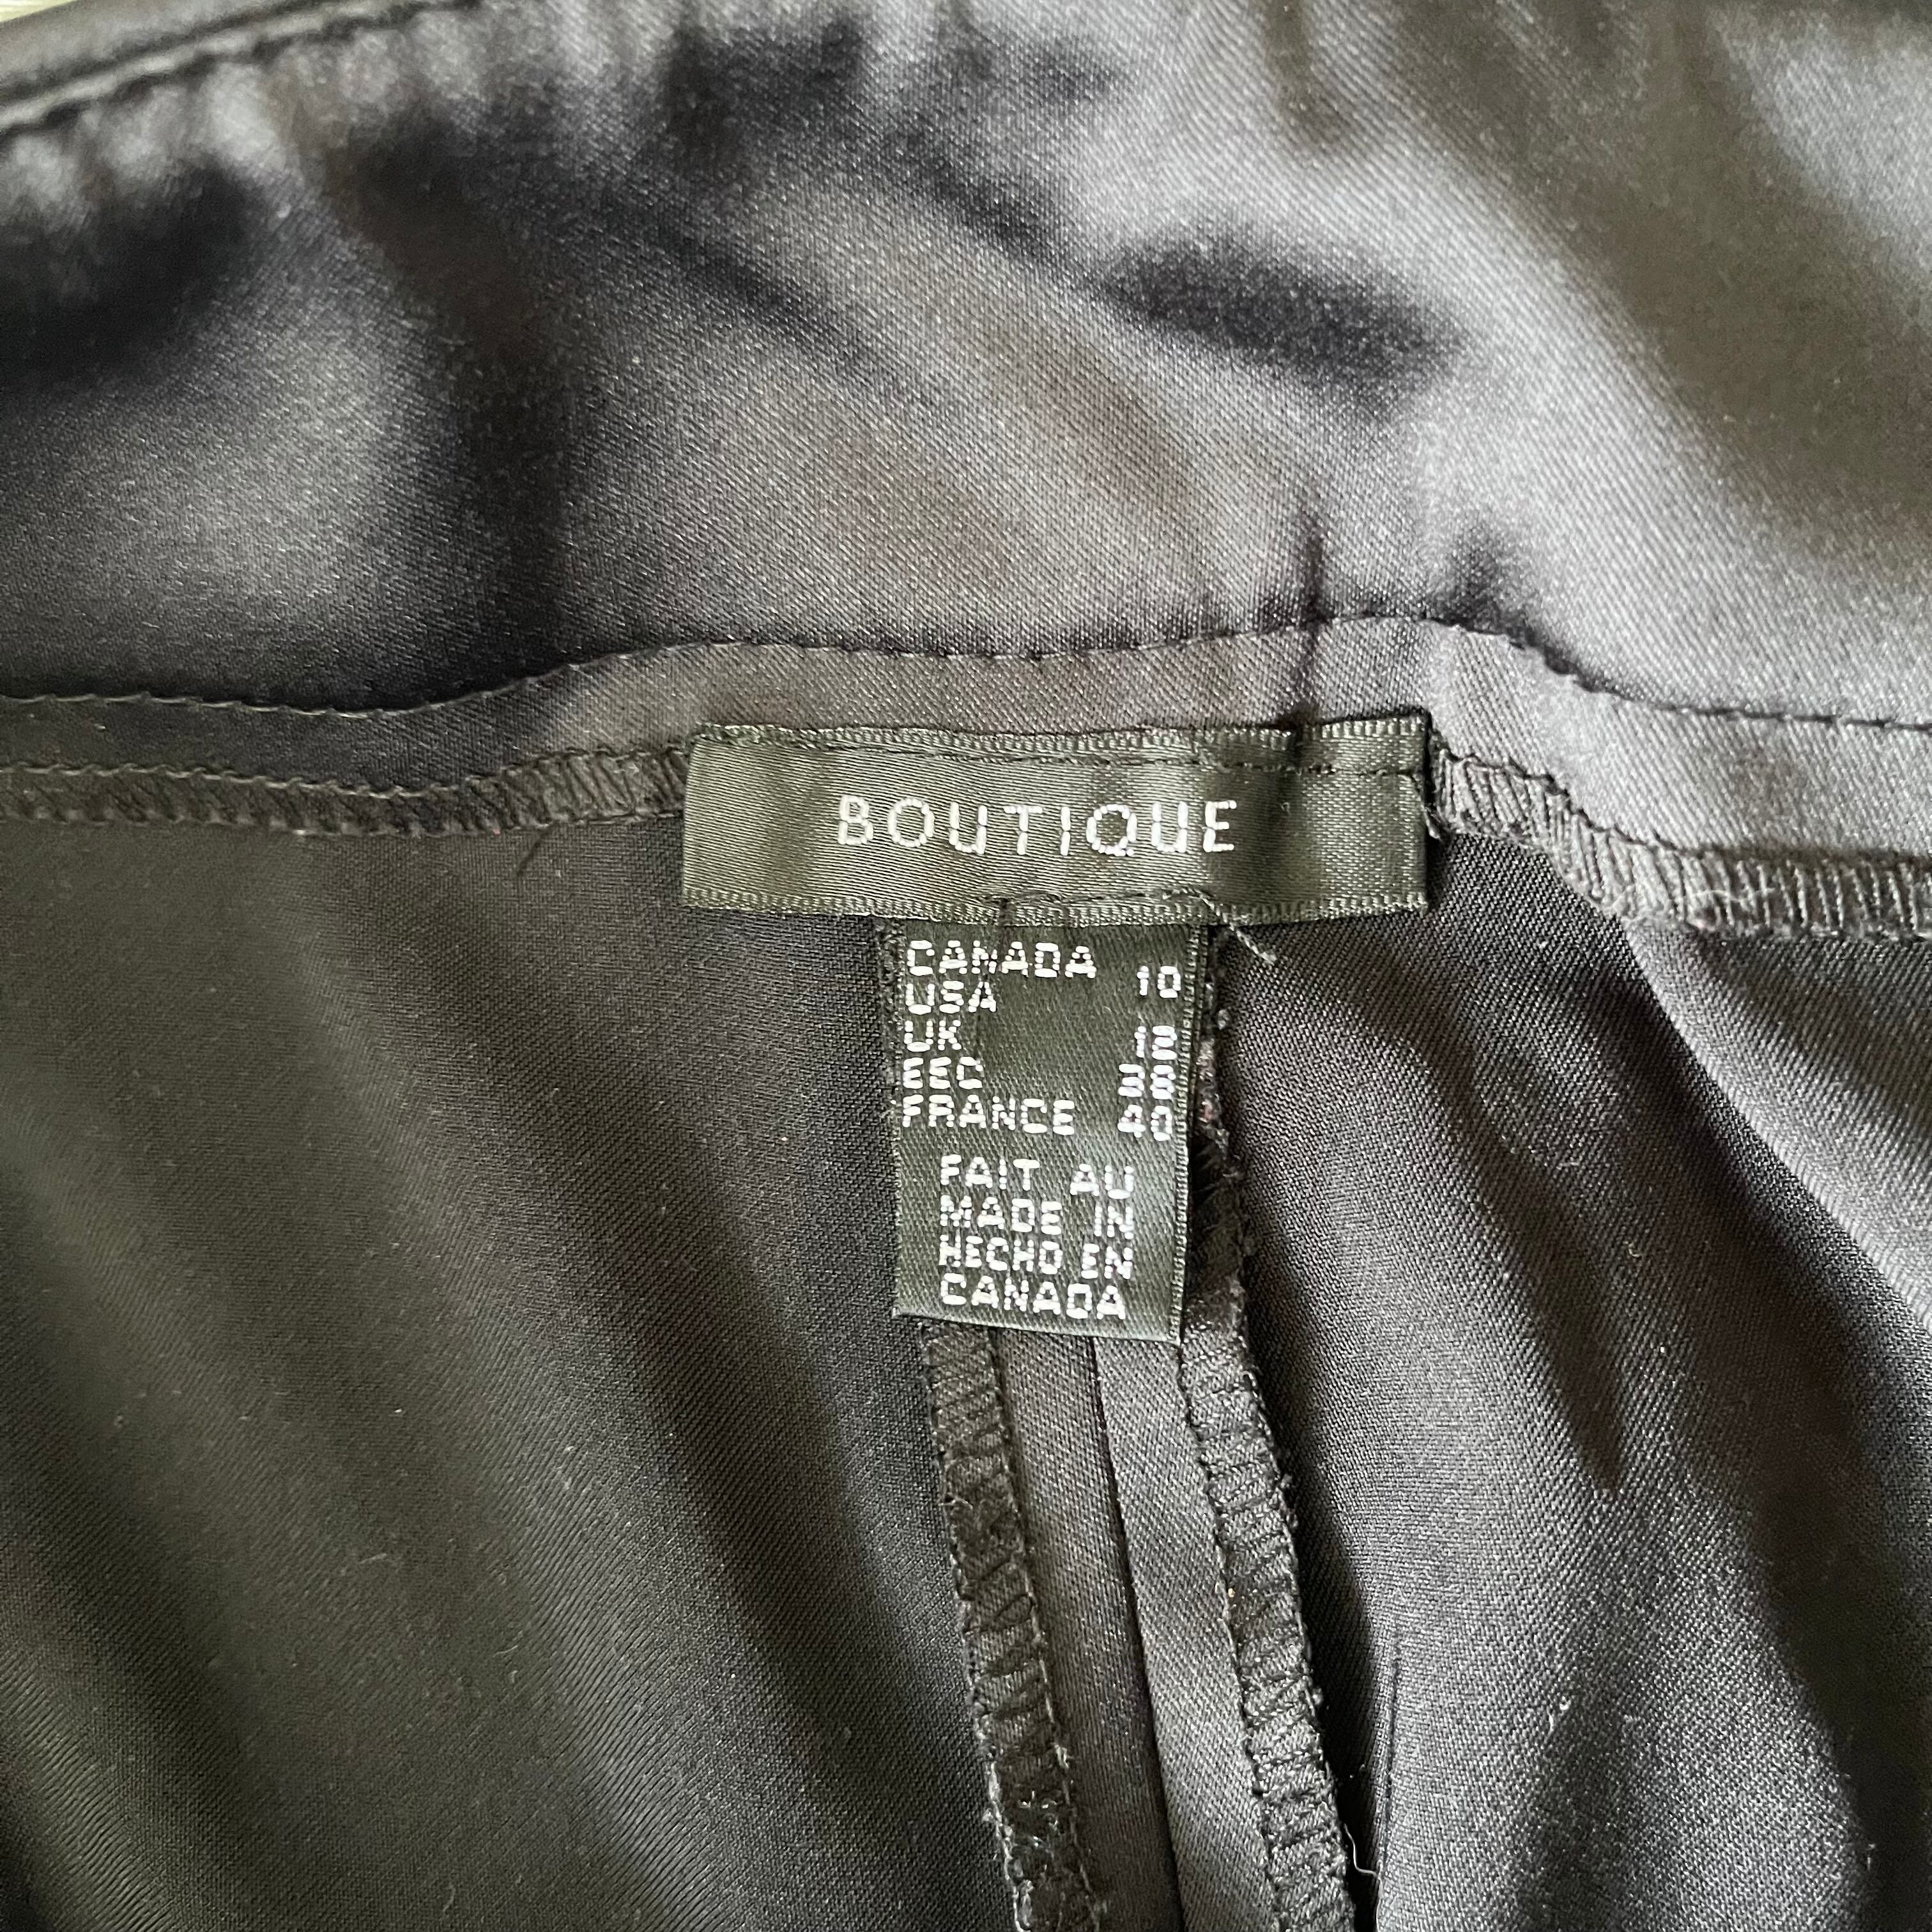 BOUTIQUE
CANADA
USA 10
UK 12
EEC 38
FRANCE 40
FAIT AU
MADE IN
HECHO EN
CANADA